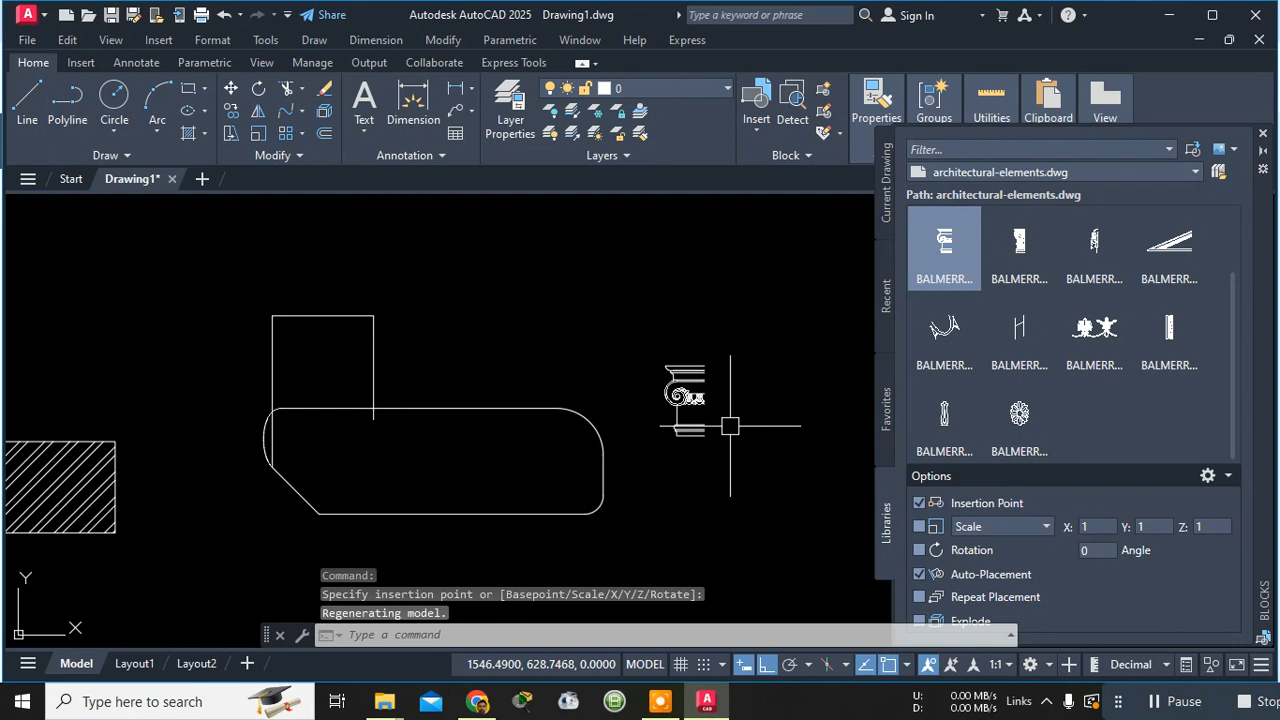 Share
Autodesk AutoCAD 2025 Drawing1.dwg
Type a keyword or phrase
Sign In
File Edit View Insert Format Tools Draw Dimension Modify Parametric Window Help Express
Home Insert Annotate Parametric View Manage Output Collaborate Express Tools
Line Polyline Circle Arc
Text Dimension
Layer Properties
0
Insert Detect
Properties Groups Utilities Clipboard View
Draw Modify Annotation Layers Block
Start Drawing1*
Current Drawing
Recent
Favorites
Libraries
Filter...
architectural-elements.dwg
Path: architectural-elements.dwg
BALMERR... BALMERR... BALMERR... BALMERR...
BALMERR... BALMERR... BALMERR... BALMERR...
BALMERR... BALMERR...
Options
Insertion Point
Scale X: 1 Y: 1 Z: 1
Rotation 0 Angle
Auto-Placement
Repeat Placement
Explode
BLOCKS
Y
X
Command:
Specify insertion point or [Basepoint/Scale/X/Y/Z/Rotate]:
Regenerating model.
Type a command
Model Layout1 Layout2
1546.4900, 628.7468, 0.0000 MODEL
1:1
Decimal
Type here to search
U: 0.00 MB/s
D: 0.00 MB/s
Links
Pause
Stop